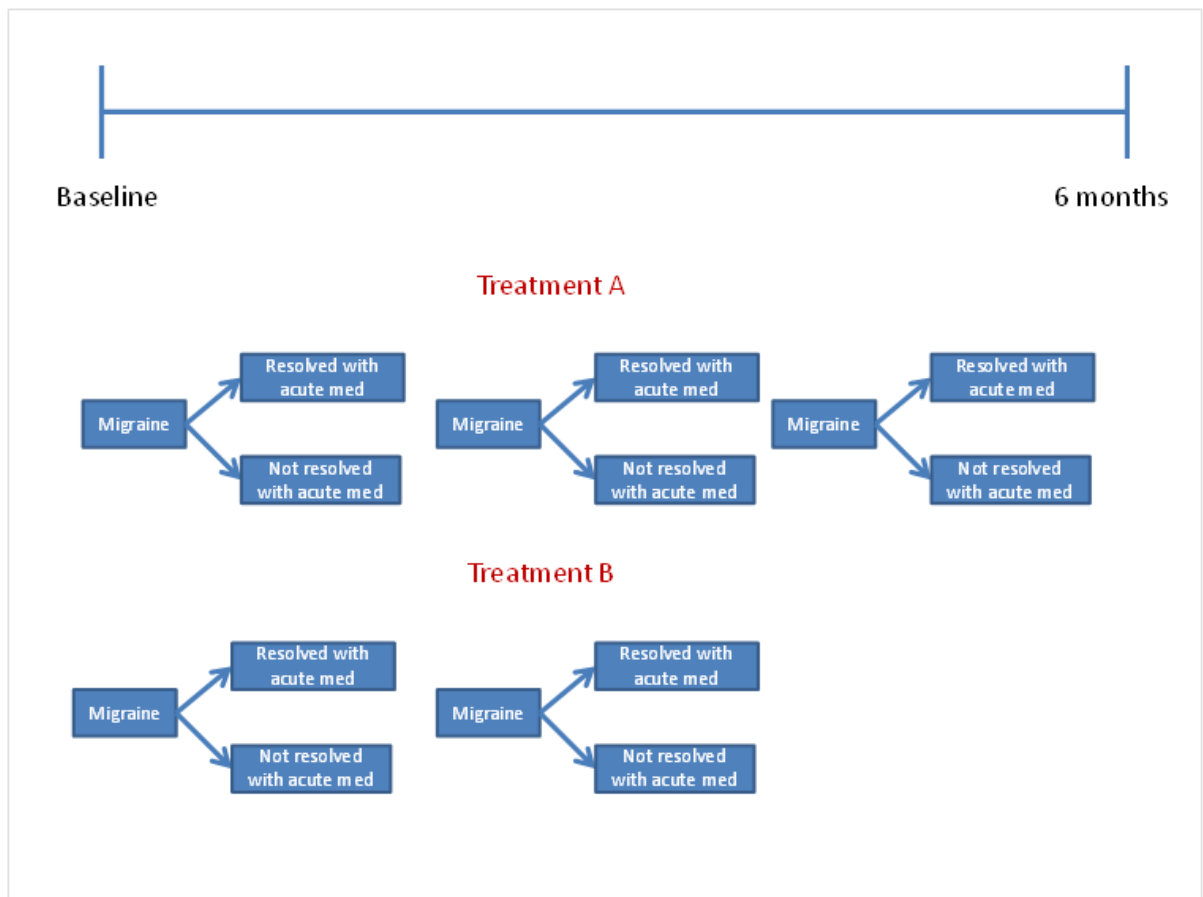 Baseline
6 months
Treatment A
Resolved with
acute med
Migraine
Not resolved
with acute med
Resolved with
acute med
Migraine
Not resolved
with acute med
Resolved with
acute med
Migraine
Not resolved
with acute med
Treatment B
Resolved with
acute med
Migraine
Not resolved
with acute med
Resolved with
acute med
Migraine
Not resolved
with acute med